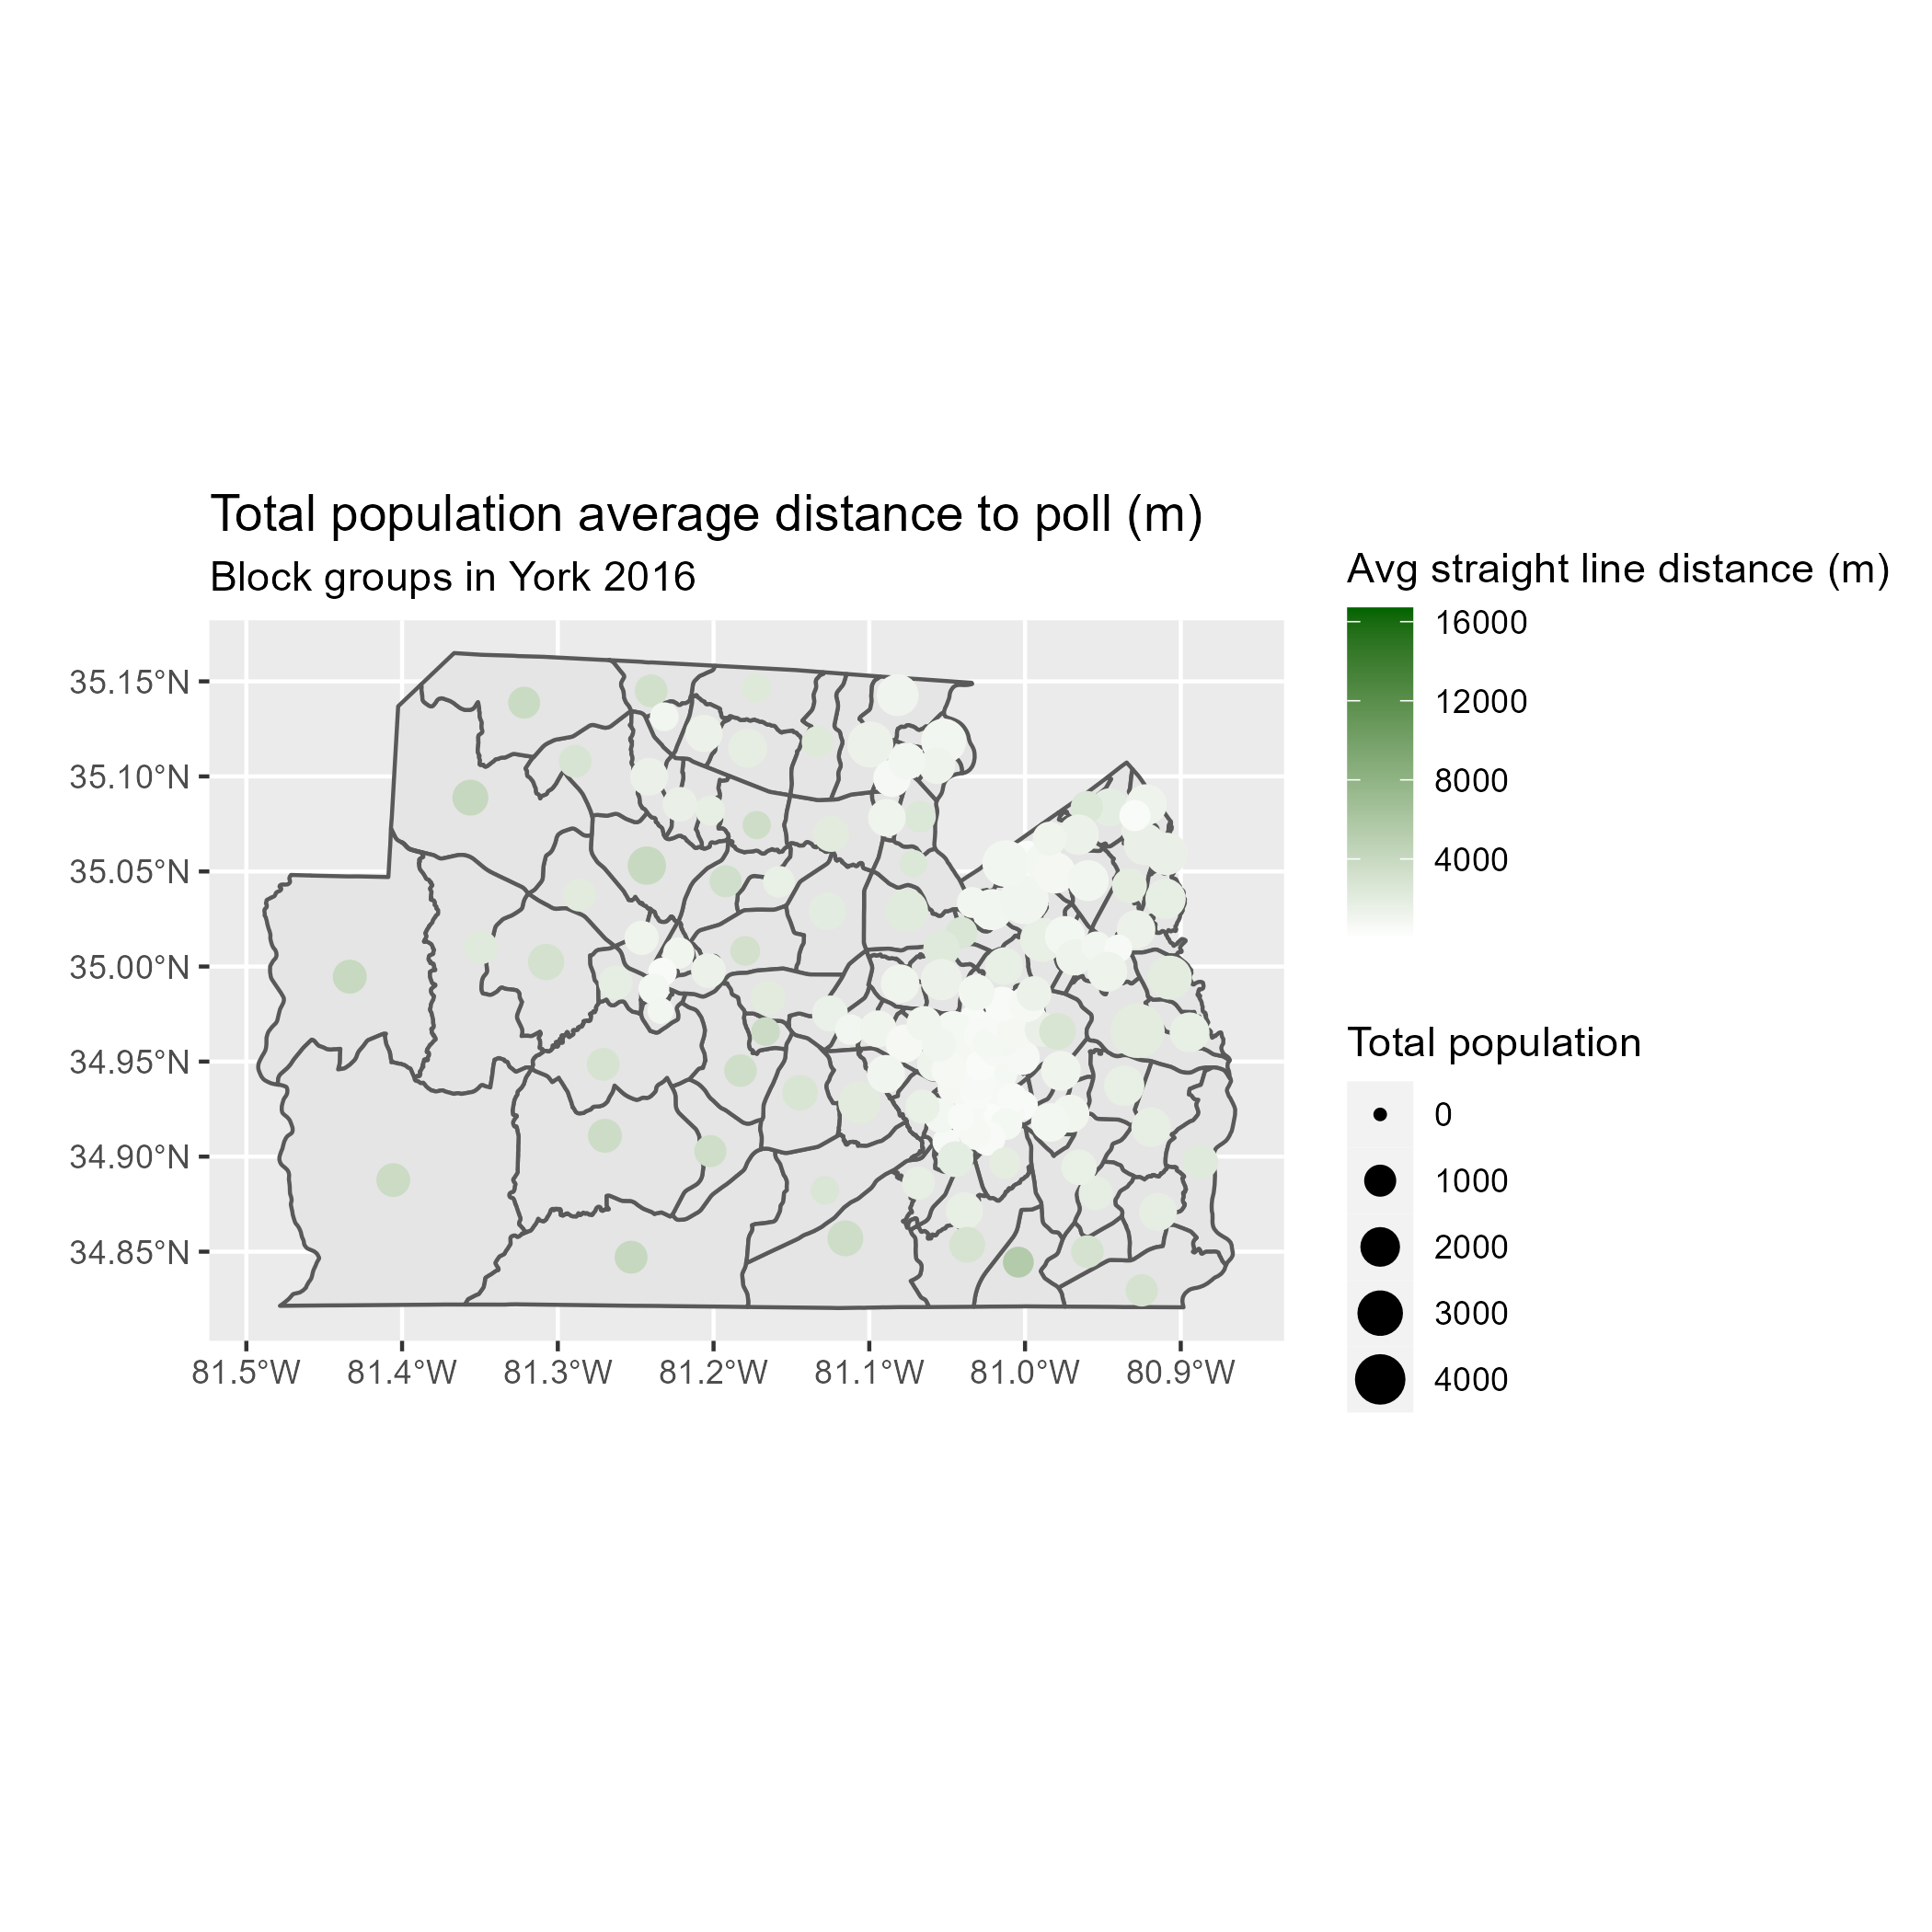 Total population average distance to poll (m)
Block groups in York 2016
35.15°N
35.10°N
35.05°N
35.00°N
34.95°N
34.90°N
34.85°N
81.5°W 81.4°W 81.3°W 81.2°W 81.1°W 81.0°W 80.9°W
Avg straight line distance (m)
16000
12000
8000
4000
Total population
0
1000
2000
3000
4000